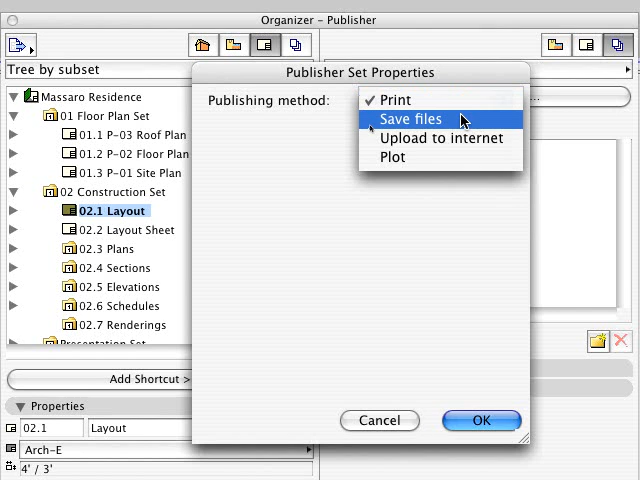 Organizer - Publisher
Tree by subset
Massaro Residence
01 Floor Plan Set
01.1 P-03 Roof Plan
01.2 P-02 Floor Plan
01.3 P-01 Site Plan
02 Construction Set
02.1 Layout
02.2 Layout Sheet
02.3 Plans
02.4 Sections
02.5 Elevations
02.6 Schedules
02.7 Renderings
Presentation Set
Add Shortcut >
Properties
02.1 Layout
Arch-E
4' / 3'
Publisher Set Properties
Publishing method:
✓ Print
Save files
Upload to internet
Plot
...
Cancel OK